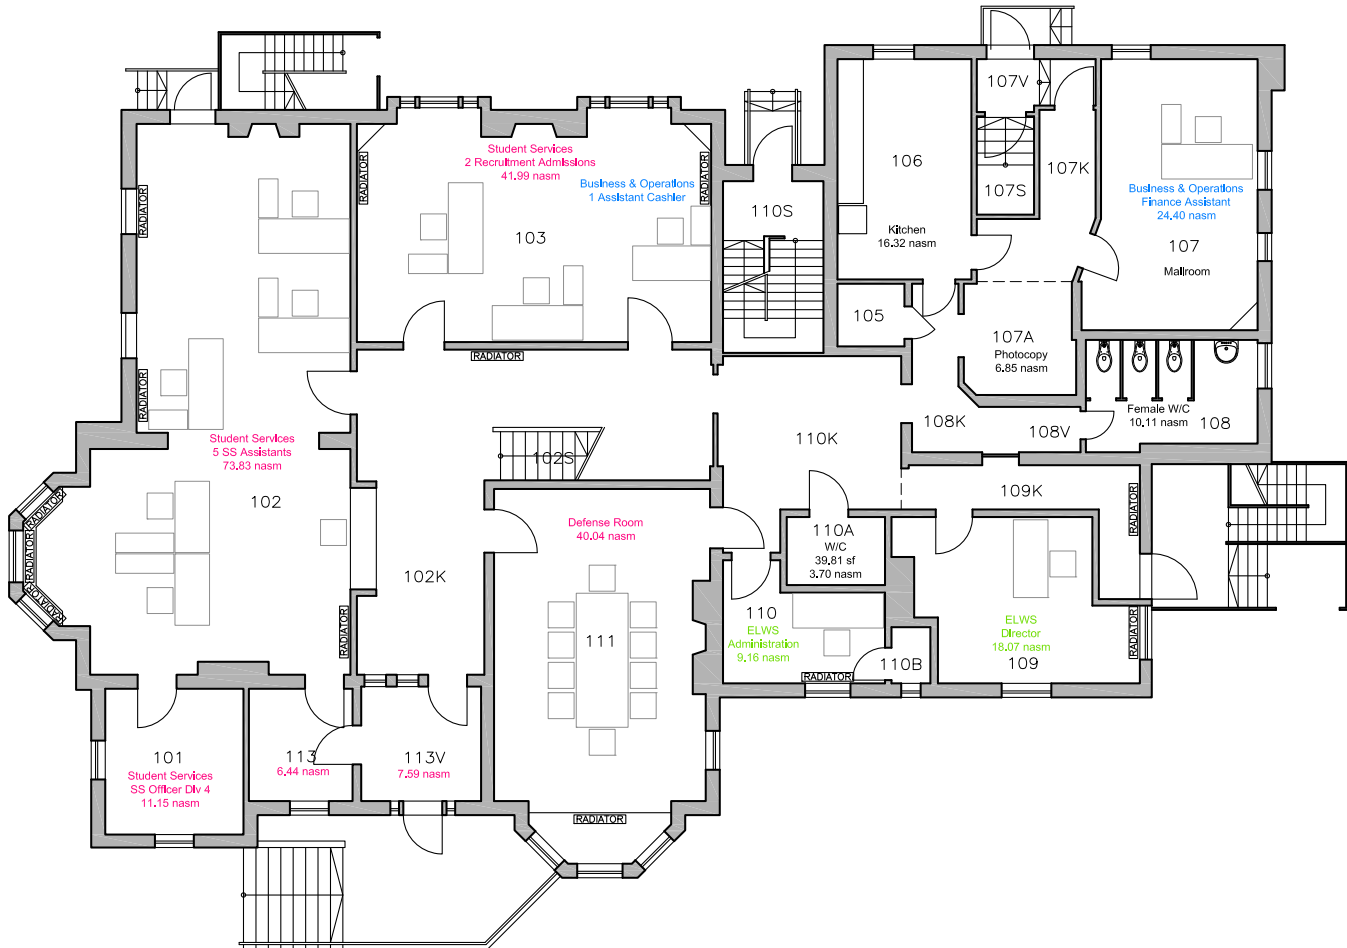 107V
106
107K
107S
Kitchen
16.32 nasm
Business & Operations
Finance Assistant
24.40 nasm
107
Mailroom
Student Services
2 Recruitment Admissions
41.99 nasm
Business & Operations
1 Assistant Cashier
103
110S
RADIATOR
RADIATOR
RADIATOR
RADIATOR
RADIATOR
105
107A
Photocopy
6.85 nasm
Female W/C
10.11 nasm
108
108K
108V
110K
102S
Student Services
5 SS Assistants
73.83 nasm
102
RADIATOR
RADIATOR
RADIATOR
RADIATOR
109K
RADIATOR
Defense Room
40.04 nasm
110A
W/C
39.81 sf
3.70 nasm
102K
111
110
ELWS
Administration
9.16 nasm
110B
RADIATOR
ELWS
Director
18.07 nasm
109
RADIATOR
101
Student Services
SS Officer Div 4
11.15 nasm
113
6.44 nasm
113V
7.59 nasm
RADIATOR